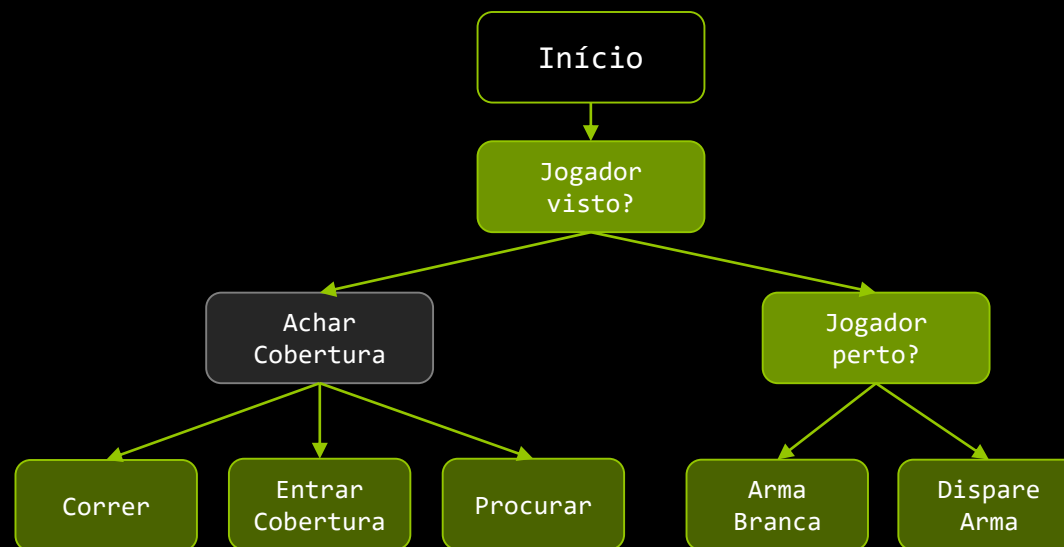 Início
Jogador
visto?
Achar
Cobertura
Jogador
perto?
Correr
Entrar
Cobertura
Procurar
Arma
Branca
Dispare
Arma